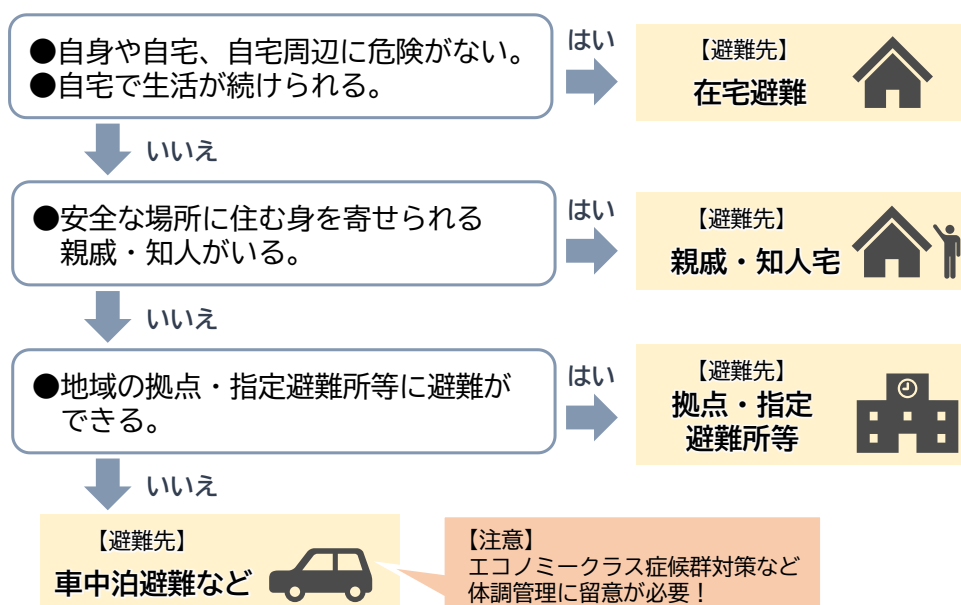 ●自身や自宅、自宅周辺に危険がない。
●自宅で生活が続けられる。
はい
【避難先】
在宅避難
いいえ
●安全な場所に住む身を寄せられる
親戚・知人がいる。
はい
【避難先】
親戚・知人宅
いいえ
●地域の拠点・指定避難所等に避難が
できる。
はい
【避難先】
拠点・指定
避難所等
いいえ
【避難先】
車中泊避難など
【注意】
エコノミークラス症候群対策など
体調管理に留意が必要！